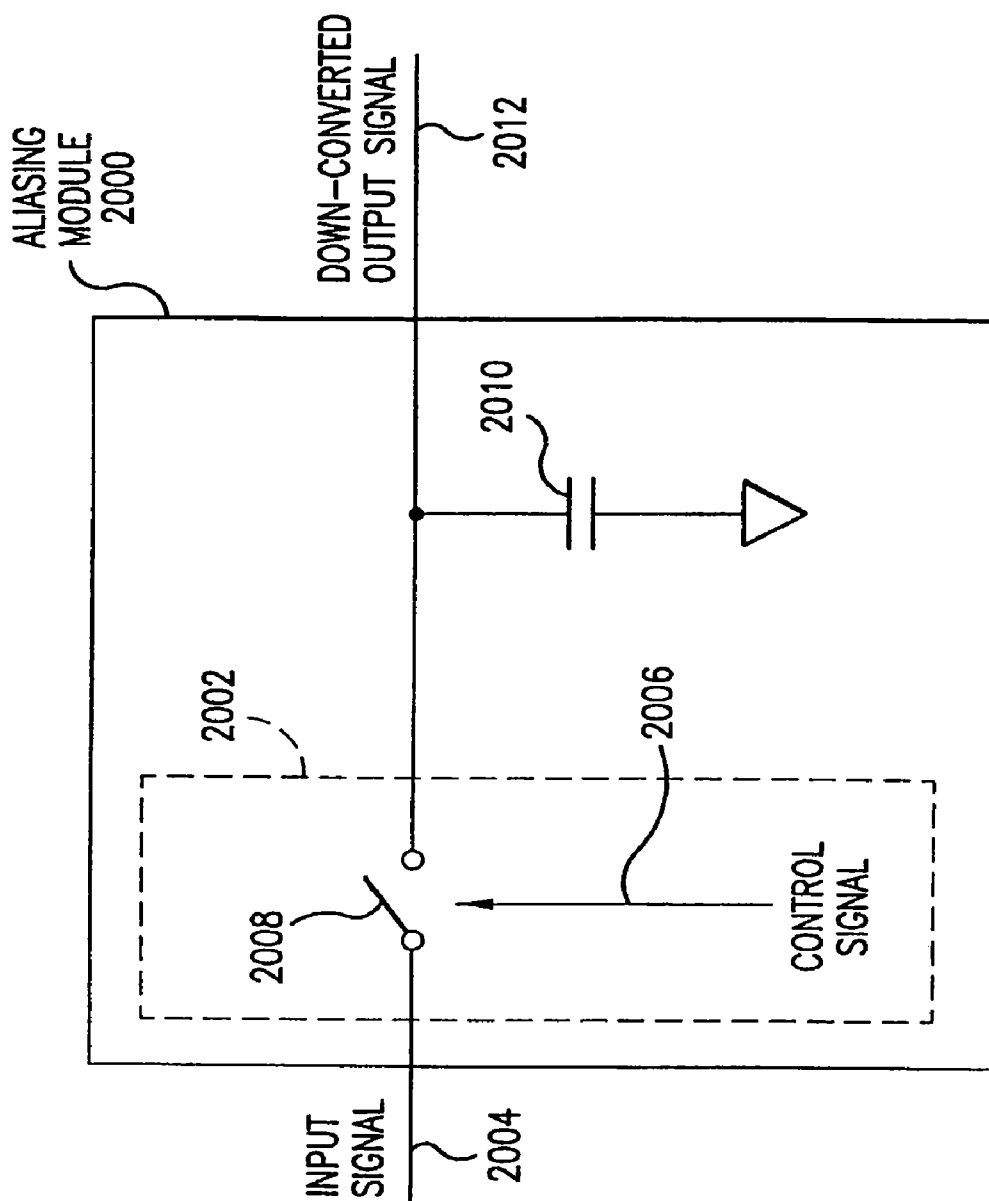 ALIASING
MODULE
2000
2002
2008
2006
CONTROL
SIGNAL
2010
INPUT
SIGNAL
2004
DOWN-CONVERTED
OUTPUT SIGNAL
2012